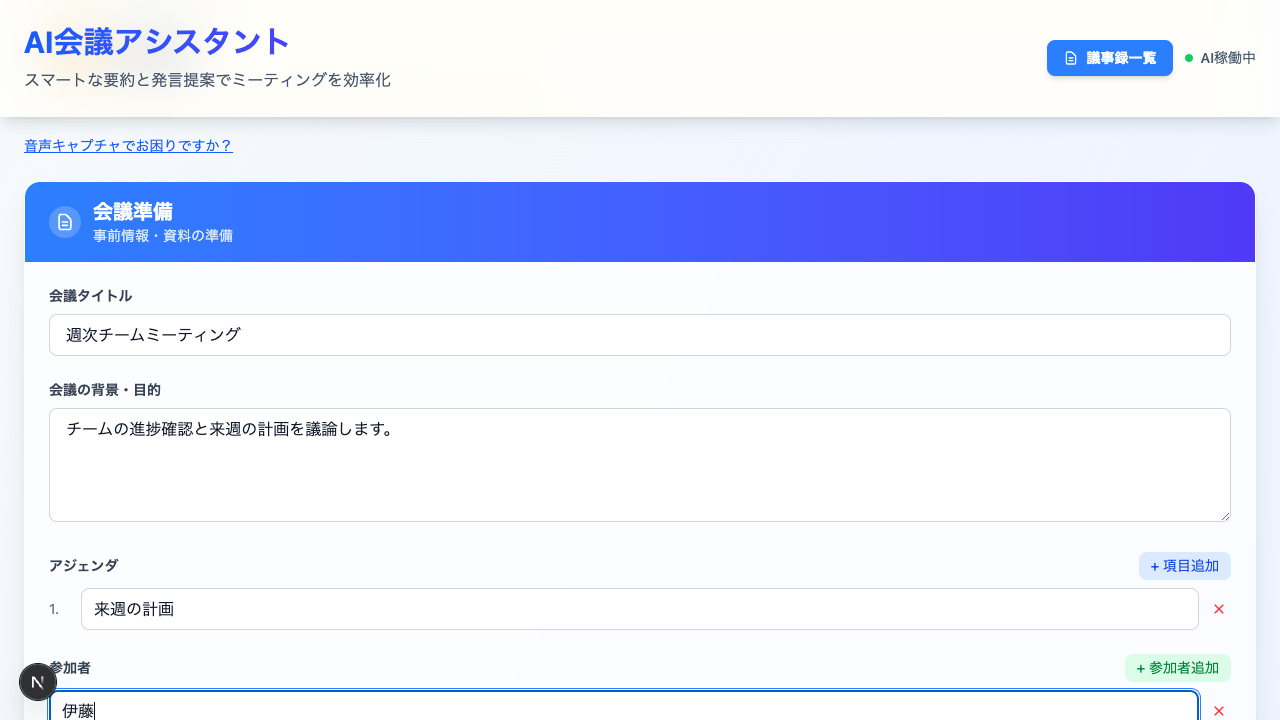 AI会議アシスタント
スマートな要約と発言提案でミーティングを効率化
議事録一覧
AI稼働中
音声キャプチャでお困りですか？
会議準備
事前情報・資料の準備
会議タイトル
週次チームミーティング
会議の背景・目的
チームの進捗確認と来週の計画を議論します。
アジェンダ
+ 項目追加
1. 来週の計画 ×
参加者
+ 参加者追加
伊藤 ×
N